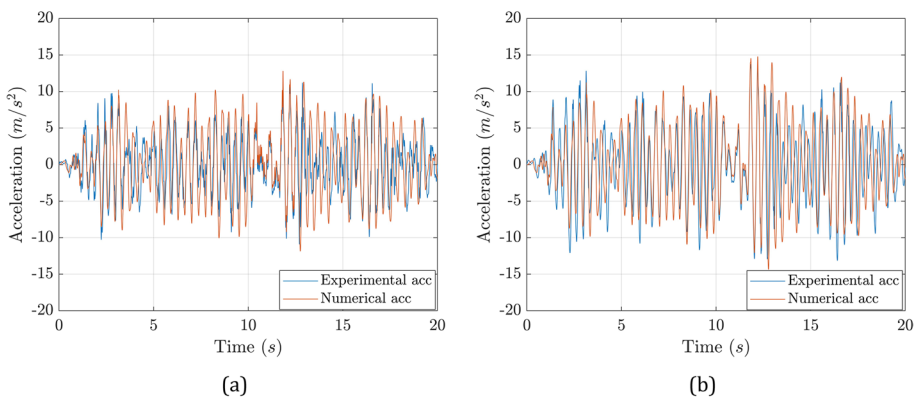 20
15
10
5
0
-5
-10
-15
-20
Acceleration (m/s²)
Experimental acc
Numerical acc
0 5 10 15 20
Time (s)
(a)
20
15
10
5
0
-5
-10
-15
-20
Acceleration (m/s²)
Experimental acc
Numerical acc
0 5 10 15 20
Time (s)
(b)